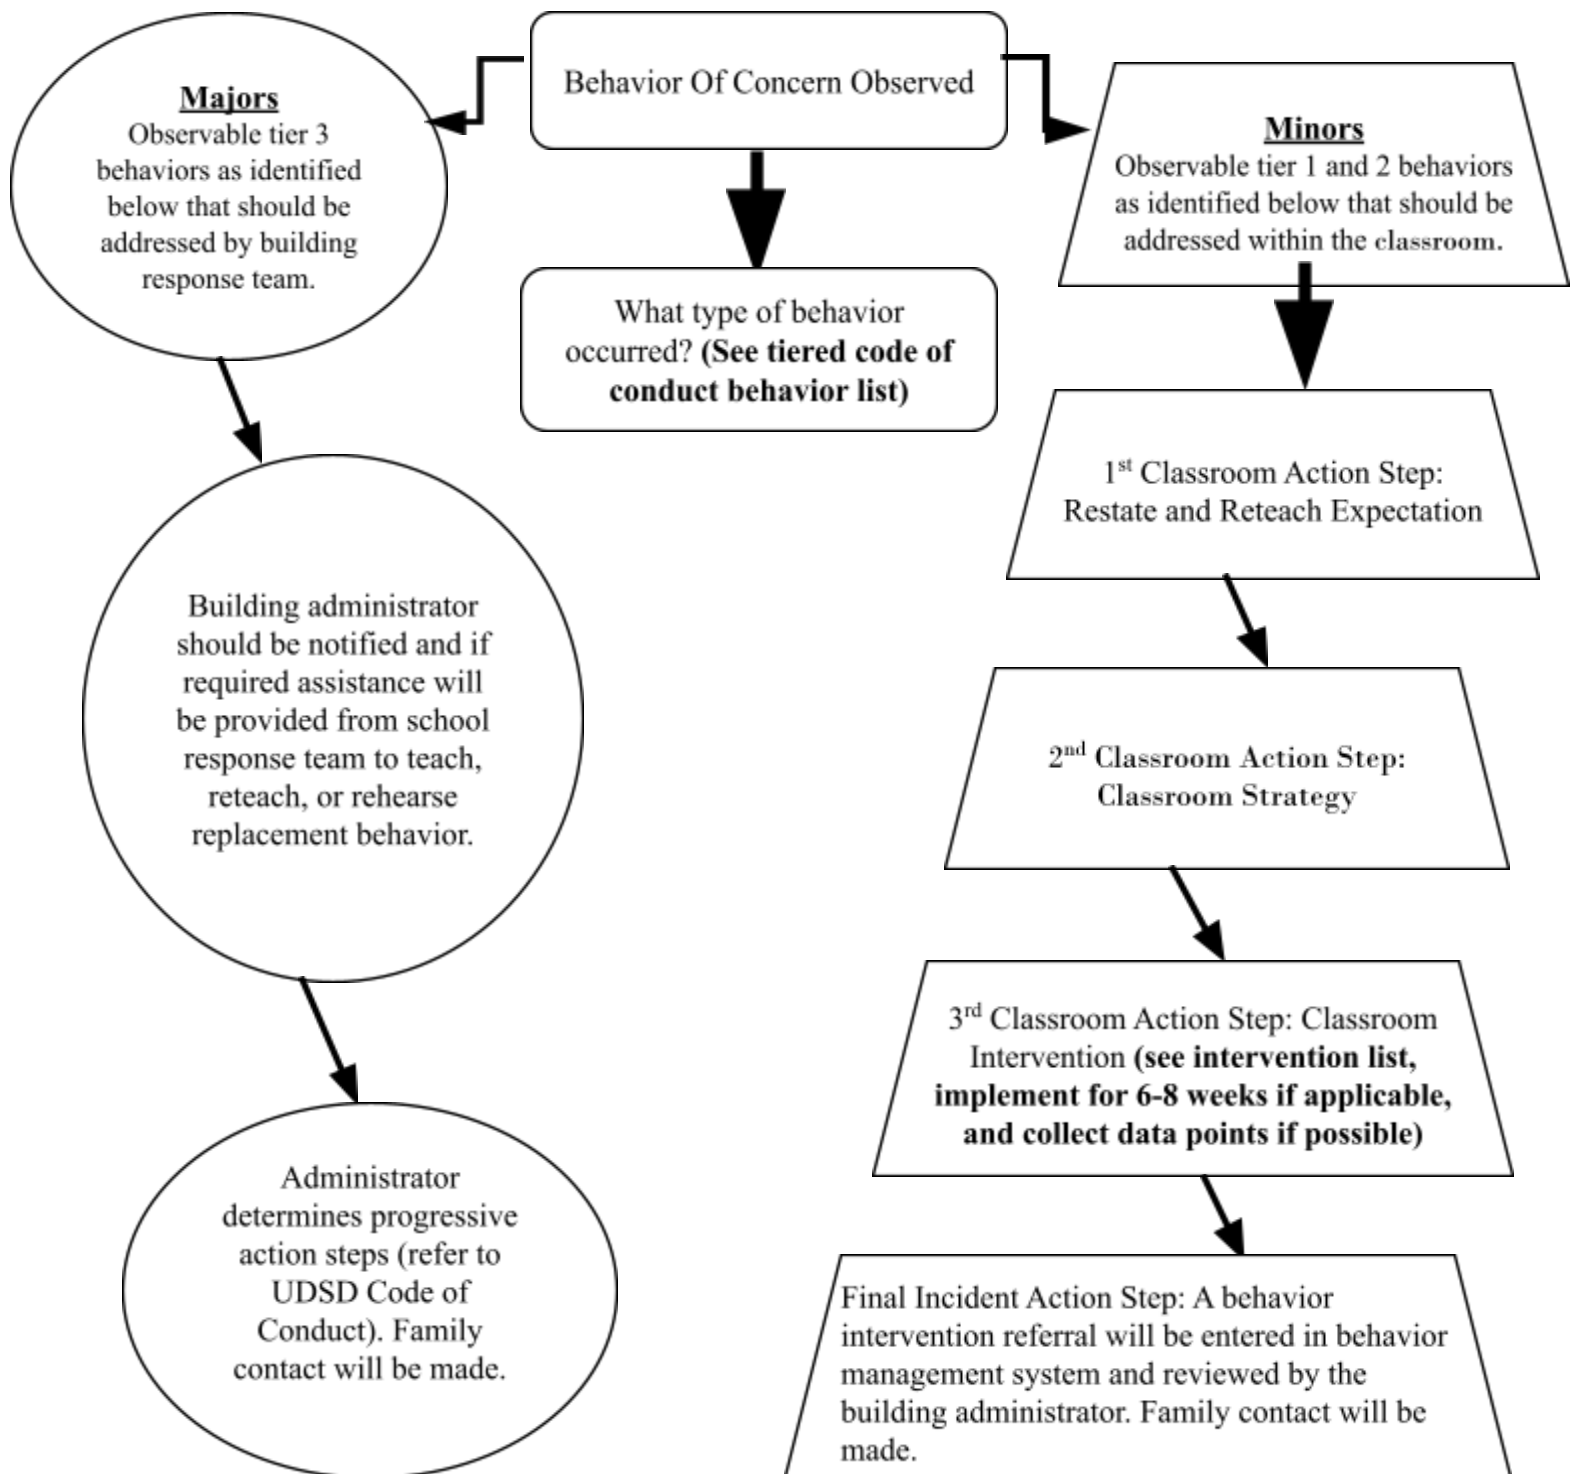 Behavior Of Concern Observed
Majors
Observable tier 3
behaviors as identified
below that should be
addressed by building
response team.
Minors
Observable tier 1 and 2 behaviors
as identified below that should be
addressed within the classroom.
What type of behavior
occurred? (See tiered code of
conduct behavior list)
Building administrator
should be notified and if
required assistance will
be provided from school
response team to teach,
reteach, or rehearse
replacement behavior.
Administrator
determines progressive
action steps (refer to
UDSD Code of
Conduct). Family
contact will be made.
1st Classroom Action Step:
Restate and Reteach Expectation
2nd Classroom Action Step:
Classroom Strategy
3rd Classroom Action Step: Classroom
Intervention (see intervention list,
implement for 6-8 weeks if applicable,
and collect data points if possible)
Final Incident Action Step: A behavior
intervention referral will be entered in behavior
management system and reviewed by the
building administrator. Family contact will be
made.